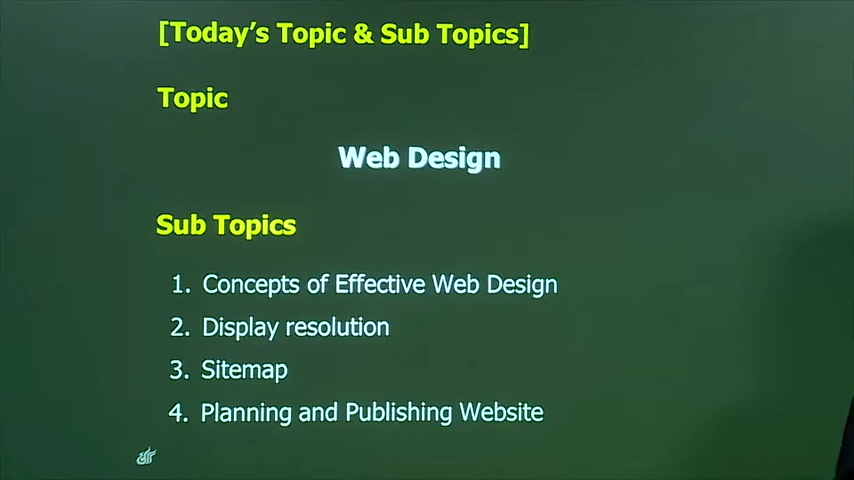 [Today's Topic & Sub Topics]
Topic
Web Design
Sub Topics
1. Concepts of Effective Web Design
2. Display resolution
3. Sitemap
4. Planning and Publishing Website